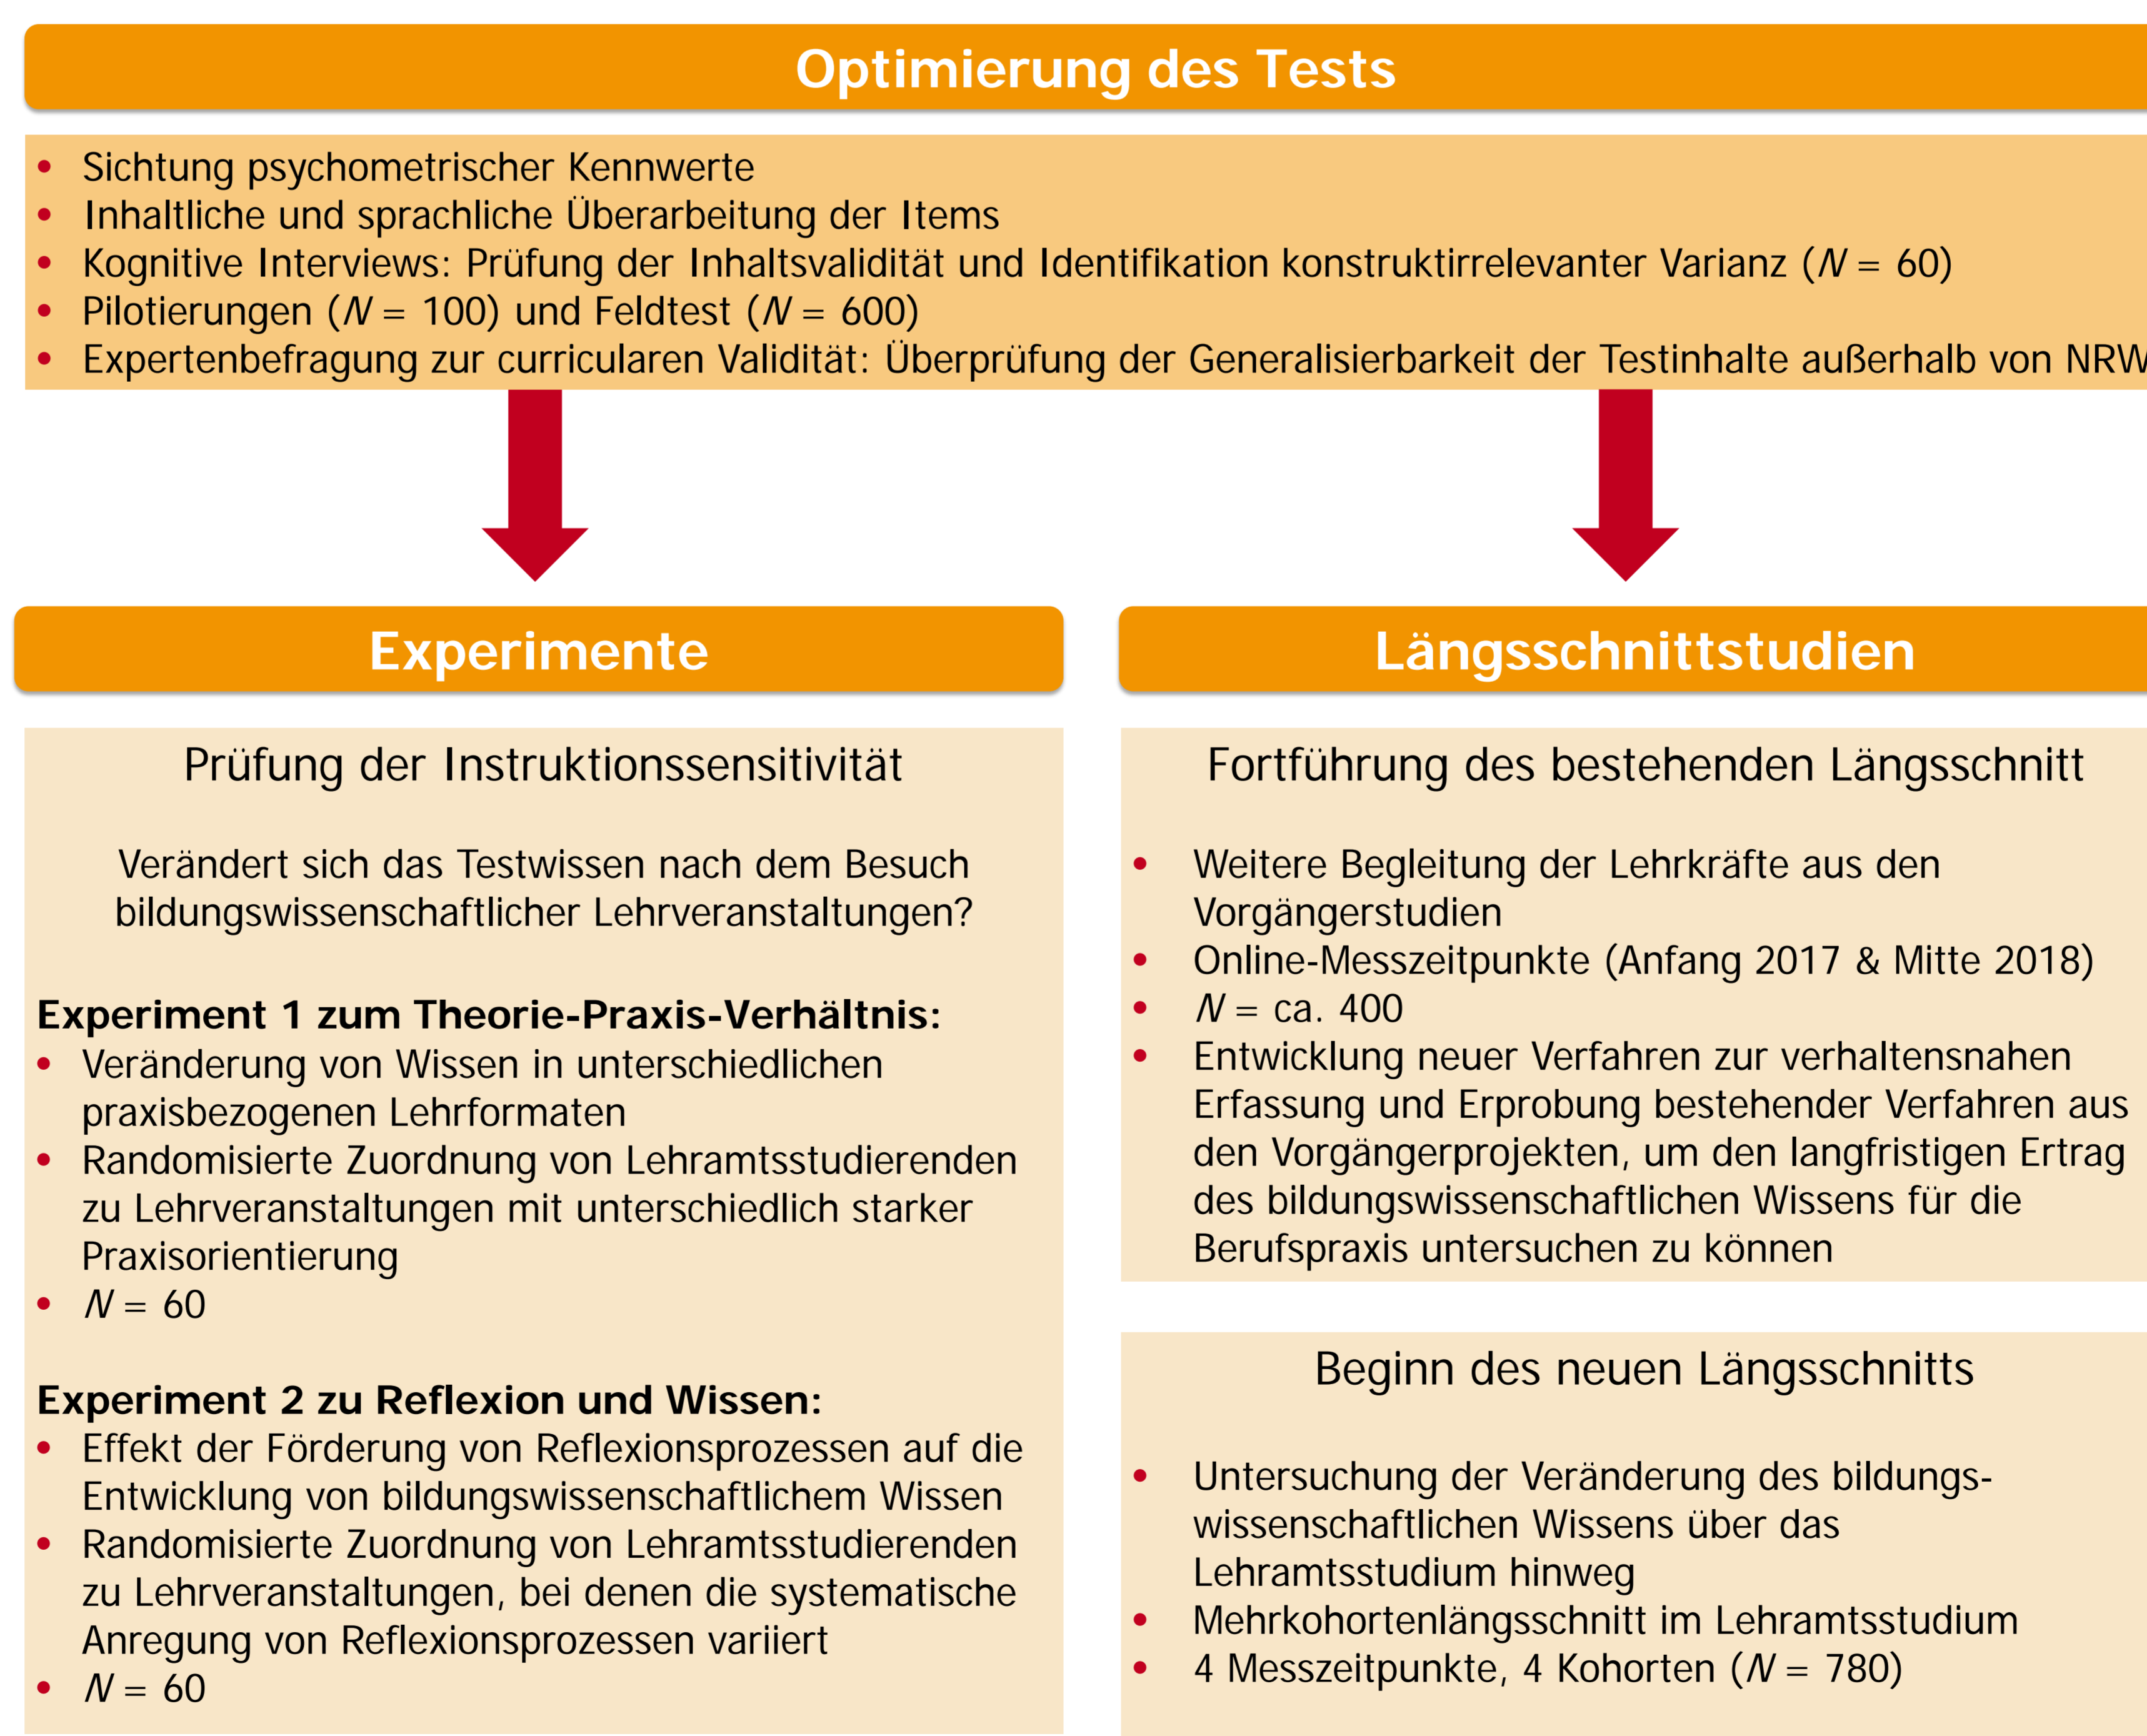 Optimierung des Tests
• Sichtung psychometrischer Kennwerte
• Inhaltliche und sprachliche Überarbeitung der Items
• Kognitive Interviews: Prüfung der Inhaltsvalidität und Identifikation konstruktirrelevanter Varianz (N = 60)
• Pilotierungen (N = 100) und Feldtest (N = 600)
• Expertenbefragung zur curricularen Validität: Überprüfung der Generalisierbarkeit der Testinhalte außerhalb von NRW
Experimente
Prüfung der Instruktionssensitivität
Verändert sich das Testwissen nach dem Besuch
bildungswissenschaftlicher Lehrveranstaltungen?
Experiment 1 zum Theorie-Praxis-Verhältnis:
• Veränderung von Wissen in unterschiedlichen
praxisbezogenen Lehrformaten
• Randomisierte Zuordnung von Lehramtsstudierenden
zu Lehrveranstaltungen mit unterschiedlich starker
Praxisorientierung
• N = 60
Experiment 2 zu Reflexion und Wissen:
• Effekt der Förderung von Reflexionsprozessen auf die
Entwicklung von bildungswissenschaftlichem Wissen
• Randomisierte Zuordnung von Lehramtsstudierenden
zu Lehrveranstaltungen, bei denen die systematische
Anregung von Reflexionsprozessen variiert
• N = 60
Längsschnittstudien
Fortführung des bestehenden Längsschnitt
• Weitere Begleitung der Lehrkräfte aus den
Vorgängerstudien
• Online-Messzeitpunkte (Anfang 2017 & Mitte 2018)
• N = ca. 400
• Entwicklung neuer Verfahren zur verhaltensnahen
Erfassung und Erprobung bestehender Verfahren aus
den Vorgängerprojekten, um den langfristigen Ertrag
des bildungswissenschaftlichen Wissens für die
Berufspraxis untersuchen zu können
Beginn des neuen Längsschnitts
• Untersuchung der Veränderung des bildungs-
wissenschaftlichen Wissens über das
Lehramtsstudium hinweg
• Mehrkohortenlängsschnitt im Lehramtsstudium
• 4 Messzeitpunkte, 4 Kohorten (N = 780)